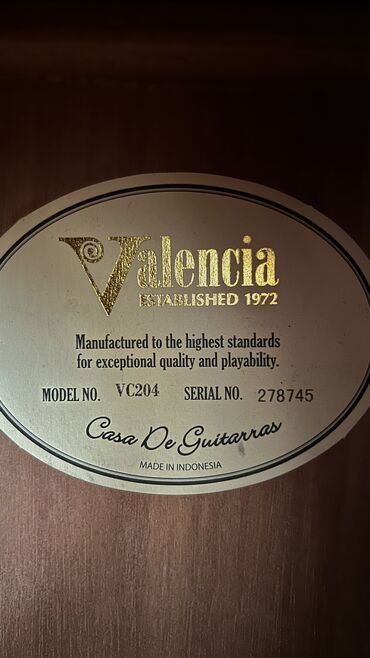 Valencia
ESTABLISHED 1972
Manufactured to the highest standards
for exceptional quality and playability.
MODEL NO. VC204 SERIAL NO. 278745
Casa De Guitarras
MADE IN INDONESIA